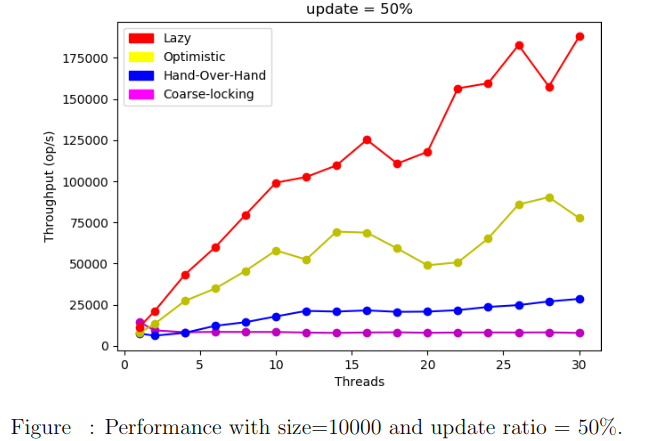 update = 50%
Lazy
Optimistic
Hand-Over-Hand
Coarse-locking
175000
150000
125000
100000
75000
50000
25000
0
Throughput (op/s)
0 5 10 15 20 25 30
Threads
Figure : Performance with size=10000 and update ratio = 50%.